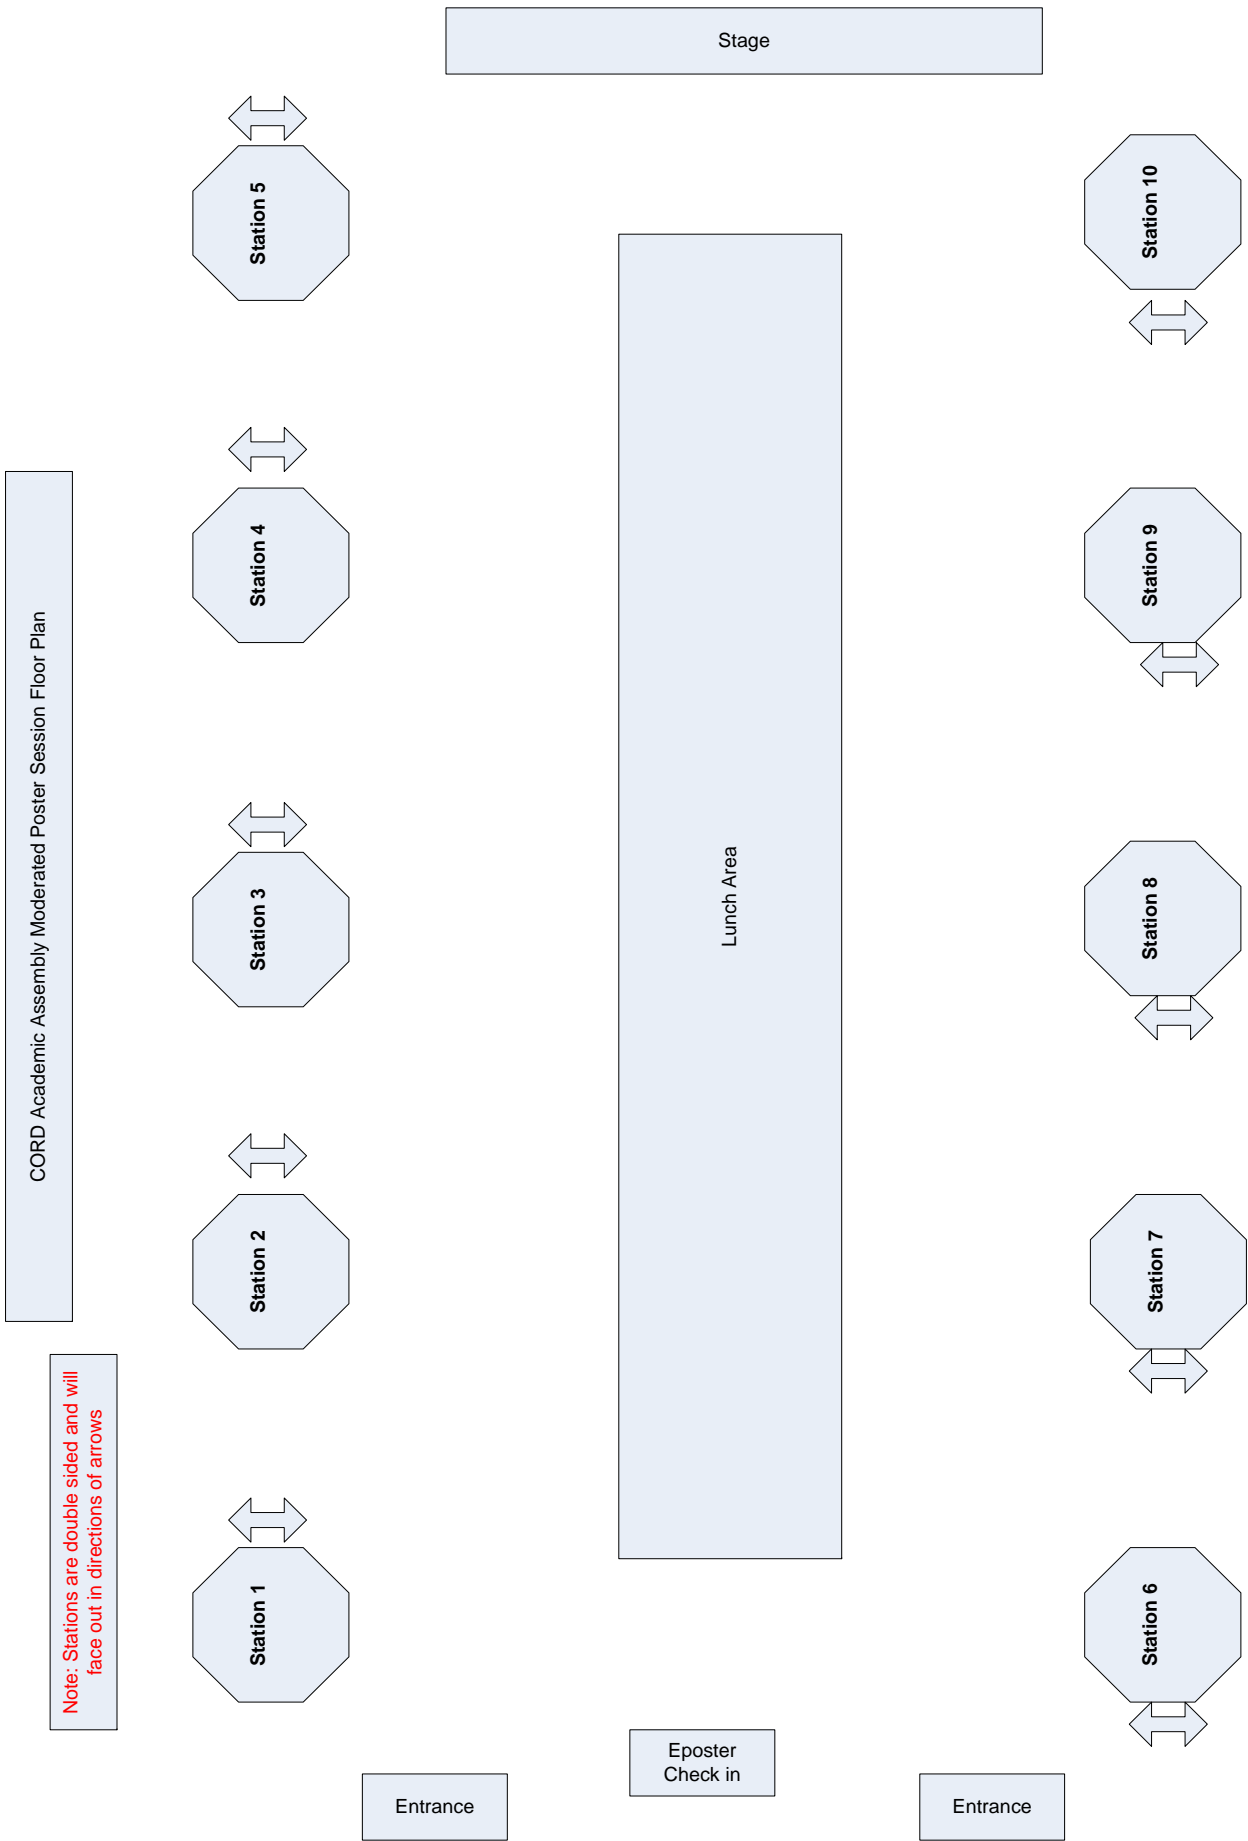 Stage
Station 5
Station 10
Station 4
Station 9
CORD Academic Assembly Moderated Poster Session Floor Plan
Station 3
Lunch Area
Station 8
Station 2
Station 7
Note: Stations are double sided and will
face out in directions of arrows
Station 1
Station 6
Eposter
Check in
Entrance
Entrance